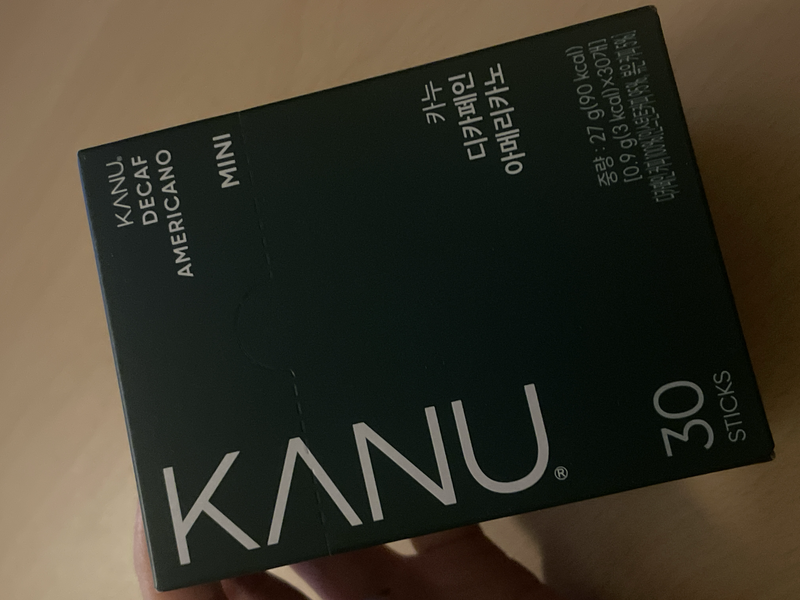 KANU®
DECAF
AMERICANO
MINI
카누
디카페인
아메리카노
중량 : 27 g(90 kcal)
[0.9 g(3 kcal)X30개]
KANU®
30
STICKS